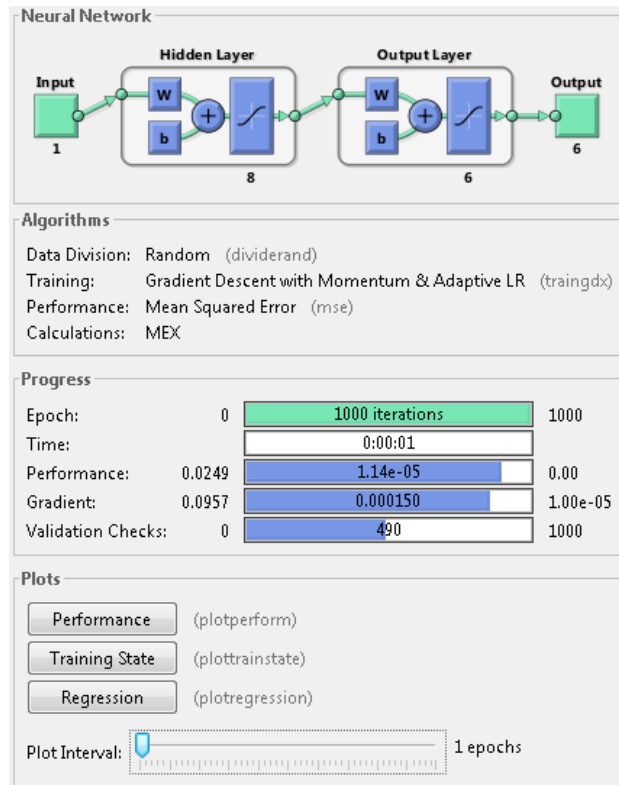 Neural Network
Hidden Layer Output Layer
Input Output
W W
+ +
b b
1 6
8 6
Algorithms
Data Division: Random (dividerand)
Training: Gradient Descent with Momentum & Adaptive LR (traingdx)
Performance: Mean Squared Error (mse)
Calculations: MEX
Progress
Epoch: 0 1000 iterations 1000
Time: 0:00:01
Performance: 0.0249 1.14e-05 0.00
Gradient: 0.0957 0.000150 1.00e-05
Validation Checks: 0 490 1000
Plots
Performance (plotperform)
Training State (plottrainstate)
Regression (plotregression)
Plot Interval: 1 epochs